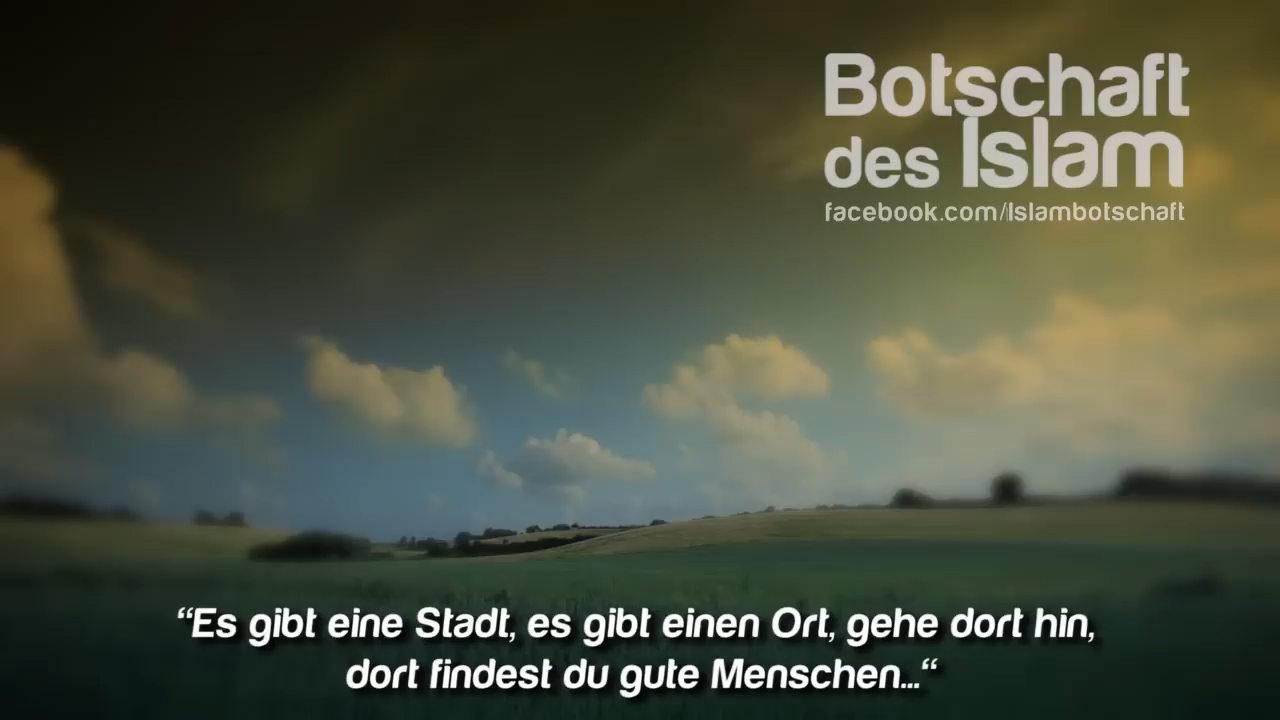 Botschaft
des Islam
facebook.com/Islambotschaft
“Es gibt eine Stadt, es gibt einen Ort, gehe dort hin,
dort findest du gute Menschen...“